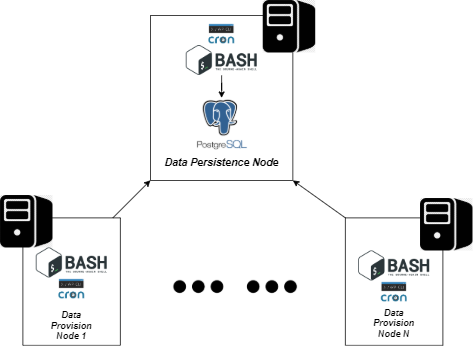 cron
BASH
THE BOURNE-AGAIN SHELL
PostgreSQL
Data Persistence Node
BASH
THE BOURNE-AGAIN SHELL
cron
Data
Provision
Node 1
BASH
THE BOURNE-AGAIN SHELL
cron
Data
Provision
Node N